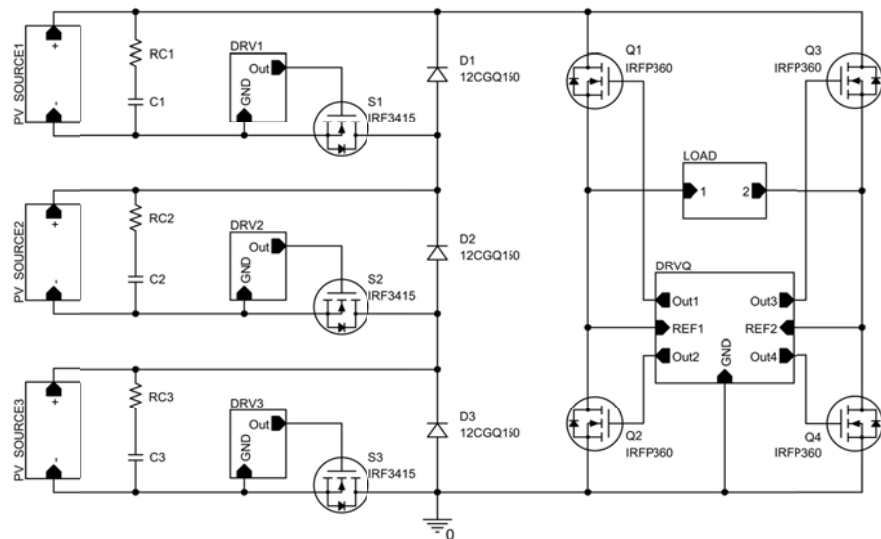 PV SOURCE1
+
-
RC1
C1
DRV1
Out
GND
S1
IRF3415
D1
12CGQ150
Q1
IRFP360
Q3
IRFP360
LOAD
1
2
PV SOURCE2
+
-
RC2
C2
DRV2
Out
GND
S2
IRF3415
D2
12CGQ150
DRVQ
Out1
Out3
REF1
REF2
Out2
Out4
GND
PV SOURCE3
+
-
RC3
C3
DRV3
Out
GND
S3
IRF3415
D3
12CGQ150
Q2
IRFP360
Q4
IRFP360
0